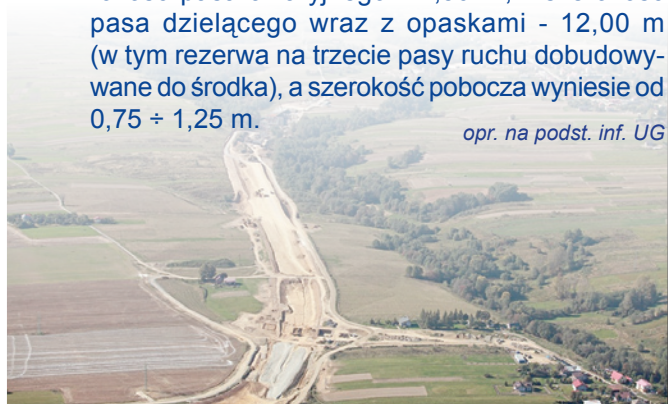 pasa dzielącego wraz z opaskami - 12,00 m
(w tym rezerwa na trzecie pasy ruchu dobudowy-
wane do środka), a szerokość pobocza wyniesie od
0,75 ÷ 1,25 m.
opr. na podst. inf. UG